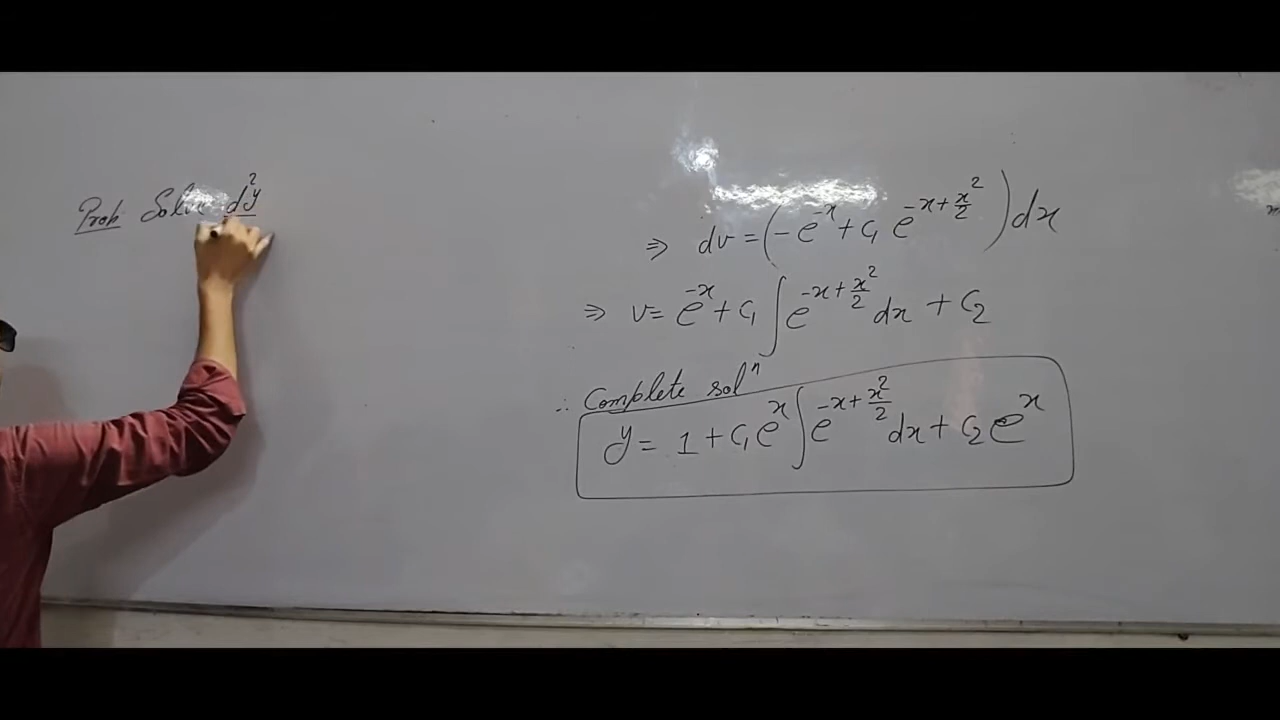 Prob Solve d²y
⇒ dv = (-e^{-x} + c₁ e^{-x + x²/2}) dx
⇒ v = e^{-x} + c₁ ∫ e^{-x + x²/2} dx + c₂
∴ Complete solⁿ
y = 1 + c₁ e^x ∫ e^{-x + x²/2} dx + c₂ e^x